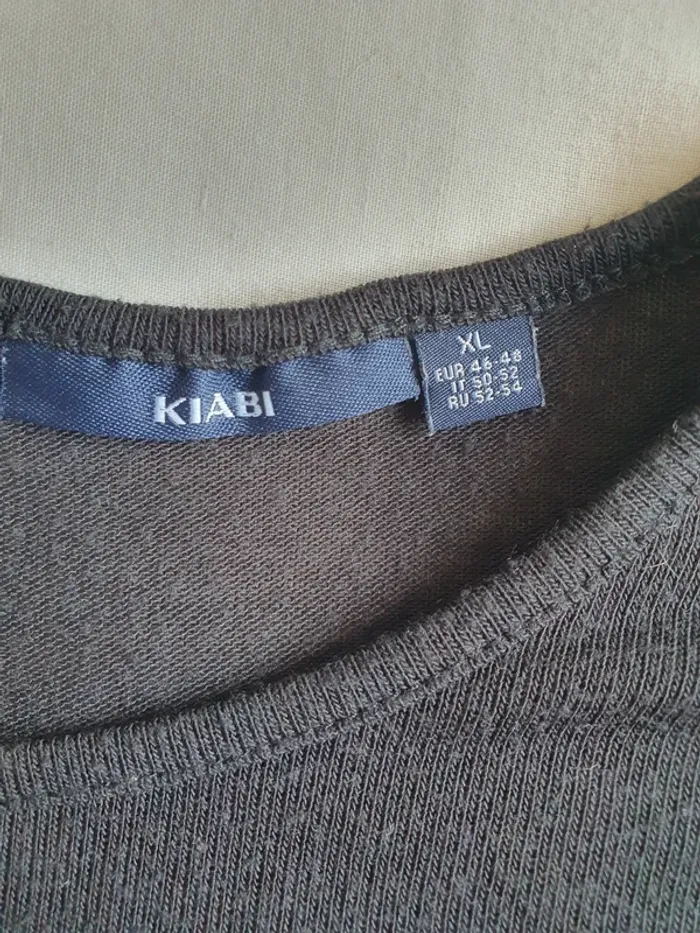 KIABI
XL
EUR 46-48
IT 50-52
RU 52-54